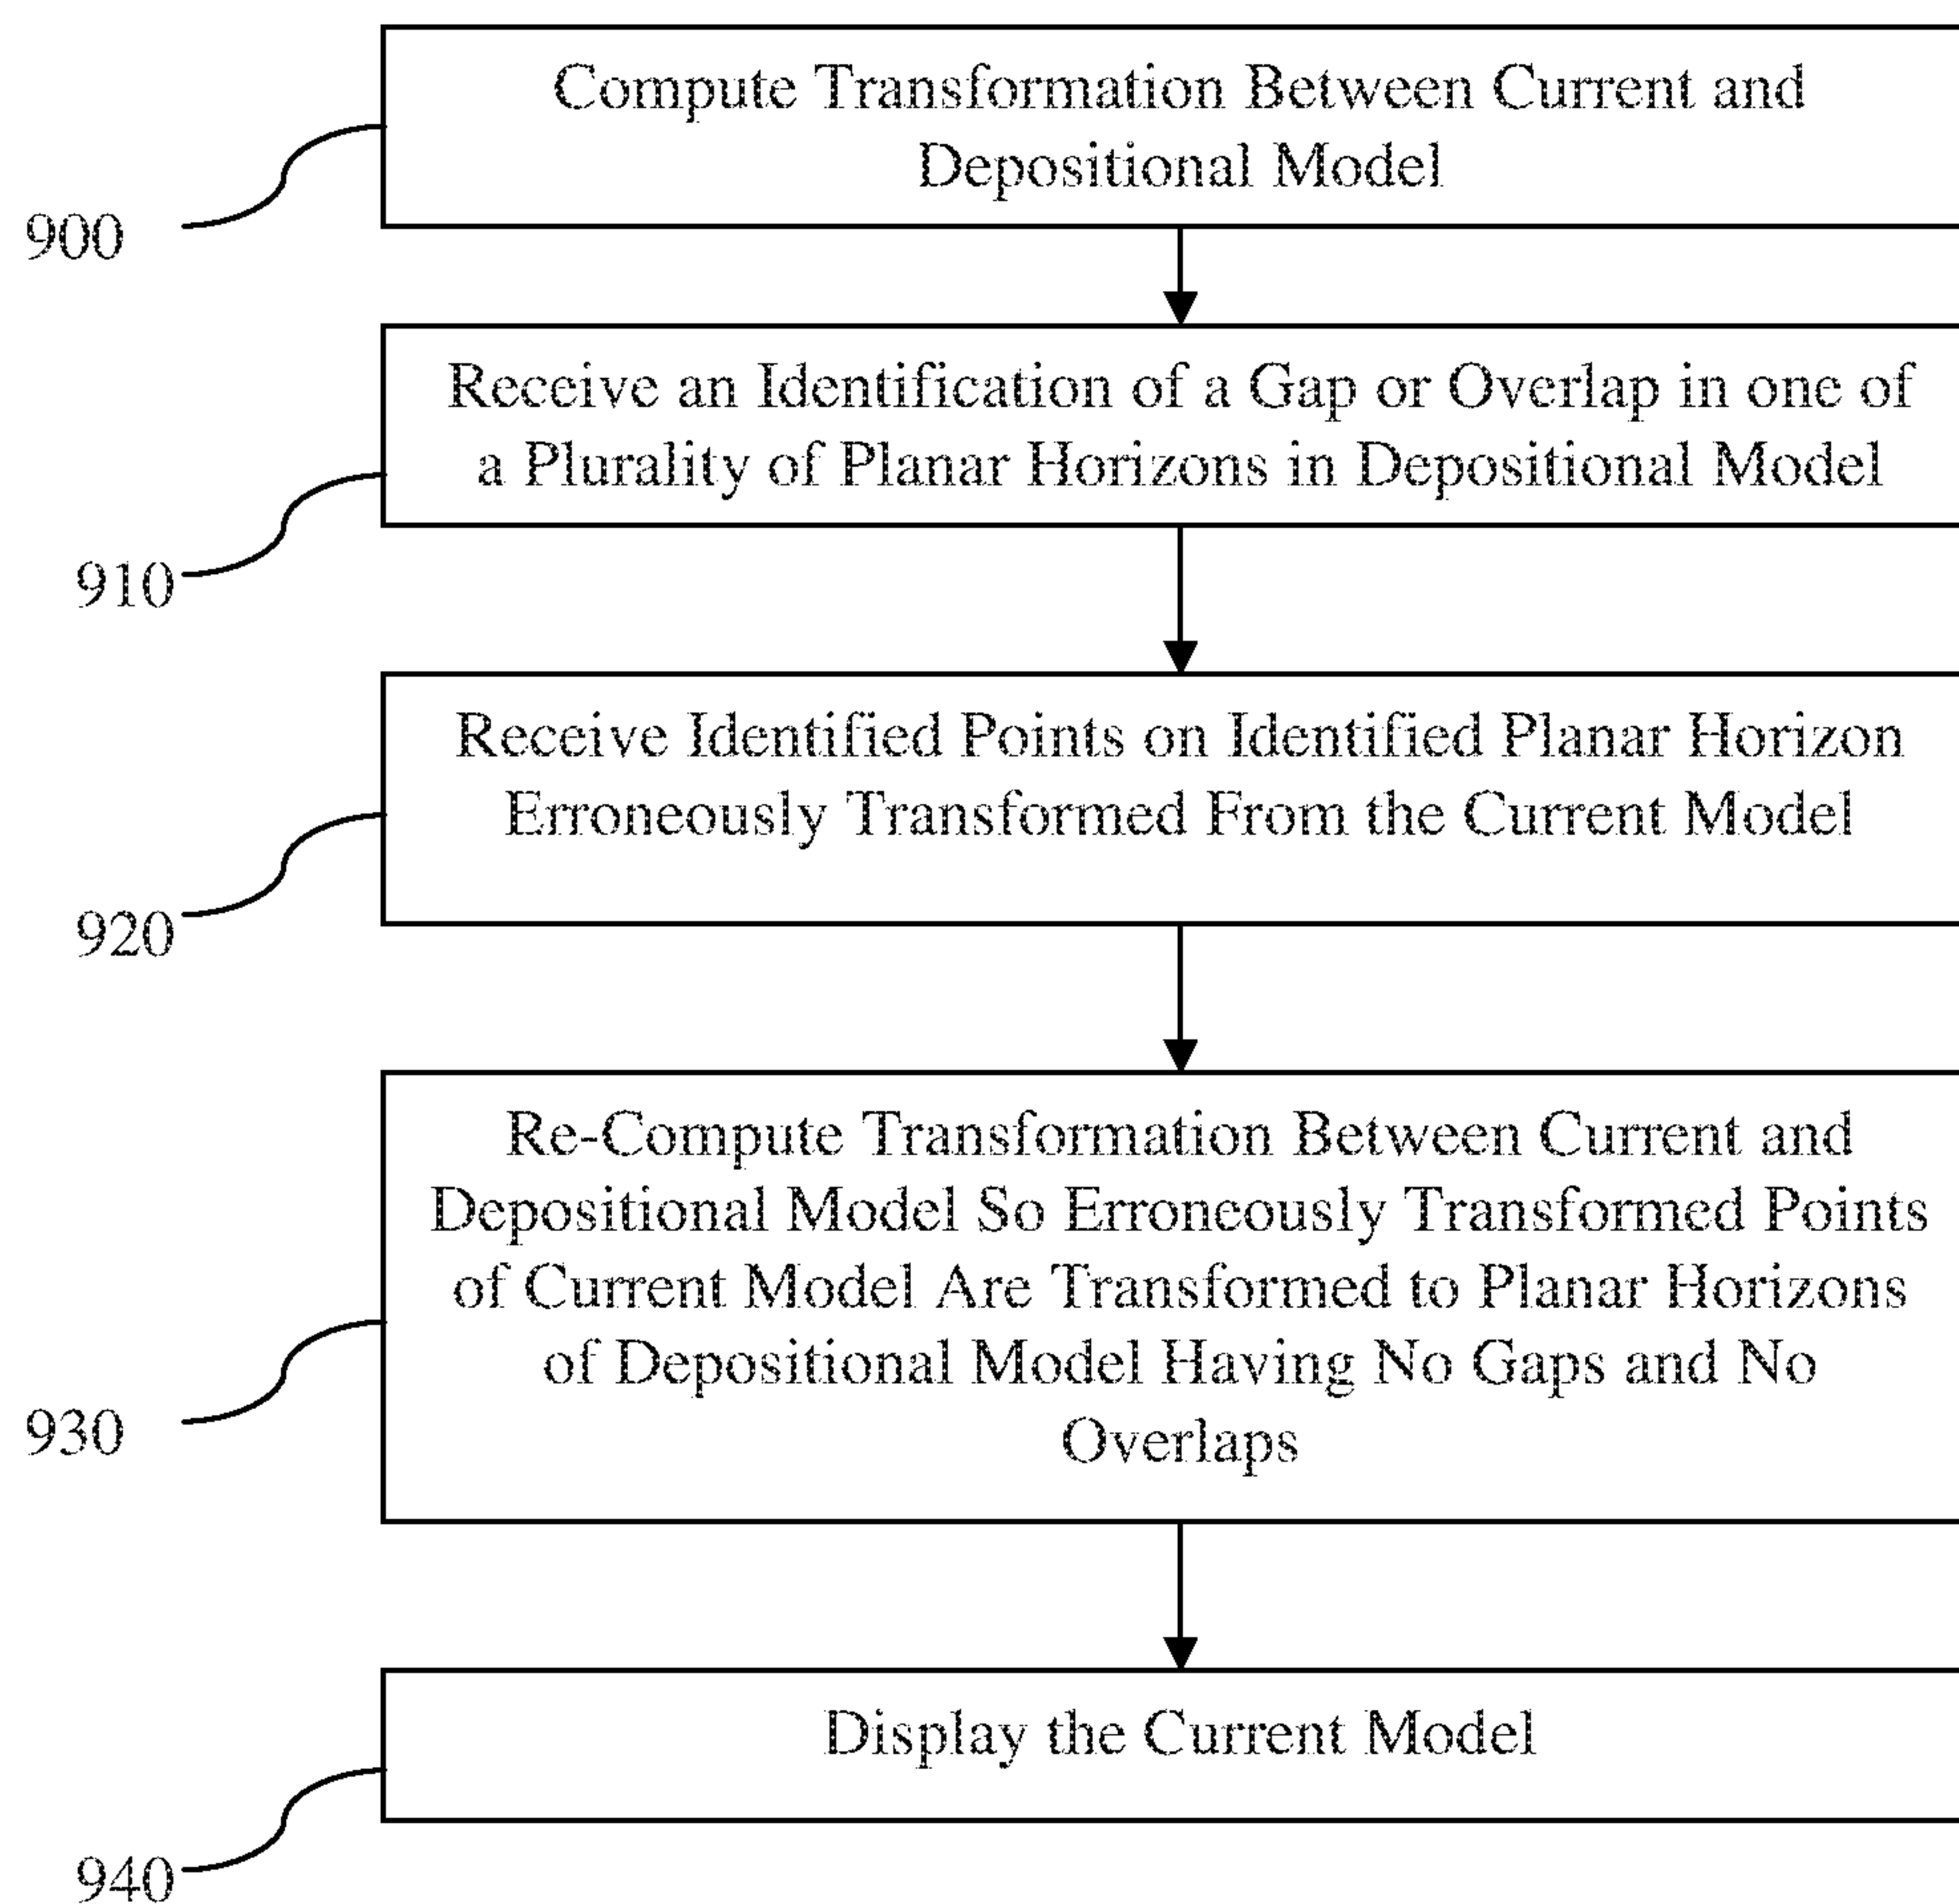 Compute Transformation Between Current and
Depositional Model
900
Receive an Identification of a Gap or Overlap in one of
a Plurality of Planar Horizons in Depositional Model
910
Receive Identified Points on Identified Planar Horizon
Erroneously Transformed From the Current Model
920
Re-Compute Transformation Between Current and
Depositional Model So Erroneously Transformed Points
of Current Model Are Transformed to Planar Horizons
of Depositional Model Having No Gaps and No
Overlaps
930
Display the Current Model
940